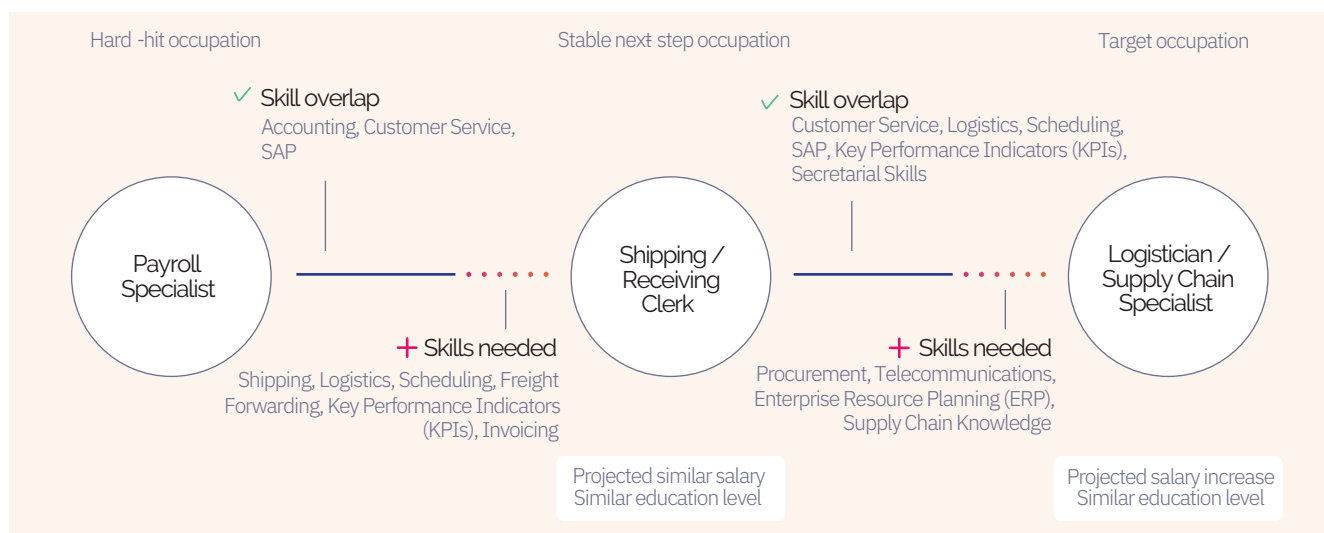 Hard -hit occupation
Stable next step occupation
Target occupation
Skill overlap
Accounting, Customer Service,
SAP
Skill overlap
Customer Service, Logistics, Scheduling,
SAP, Key Performance Indicators (KPIs),
Secretarial Skills
Payroll
Specialist
Shipping /
Receiving
Clerk
Logistician /
Supply Chain
Specialist
Skills needed
Shipping, Logistics, Scheduling, Freight
Forwarding, Key Performance Indicators
(KPIs), Invoicing
Skills needed
Procurement, Telecommunications,
Enterprise Resource Planning (ERP),
Supply Chain Knowledge
Projected similar salary
Similar education level
Projected salary increase
Similar education level